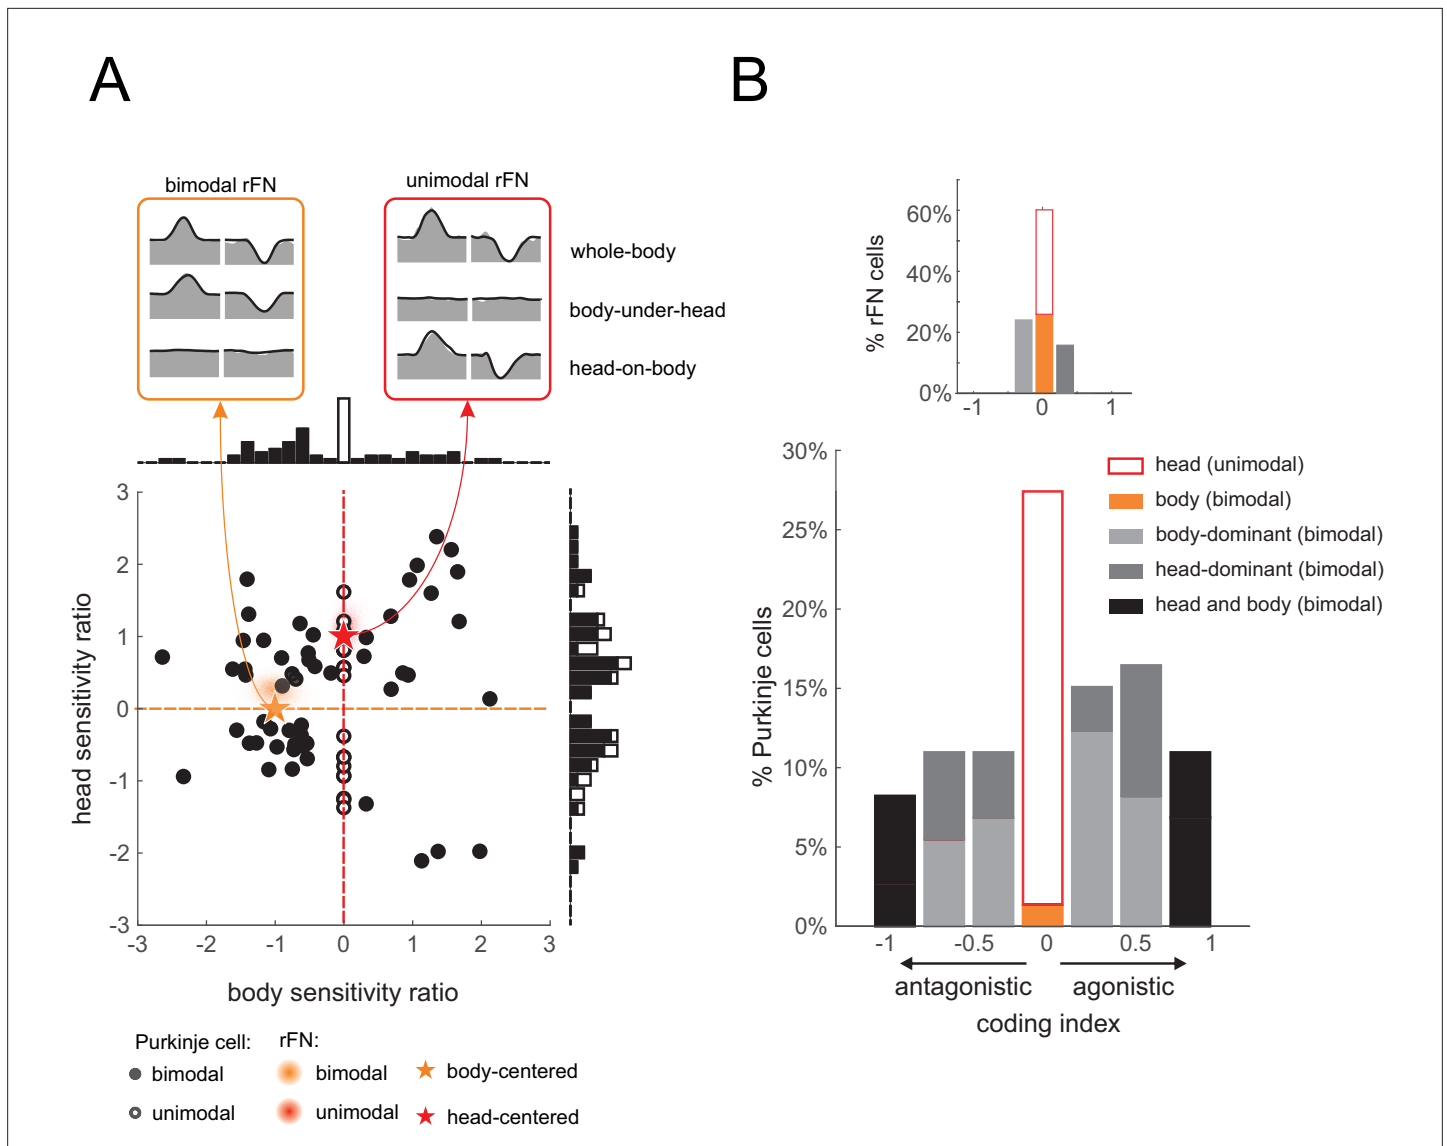 A
B
bimodal rFN
unimodal rFN
whole-body
body-under-head
head-on-body
% rFN cells
60%
40%
20%
0%
-1
0
1
3
2
1
0
-1
-2
-3
head sensitivity ratio
-3
-2
-1
0
1
2
3
body sensitivity ratio
Purkinje cell:
bimodal
unimodal
rFN:
bimodal
unimodal
body-centered
head-centered
% Purkinje cells
30%
25%
20%
15%
10%
5%
0%
head (unimodal)
body (bimodal)
body-dominant (bimodal)
head-dominant (bimodal)
head and body (bimodal)
-1
-0.5
0
0.5
1
antagonistic
agonistic
coding index